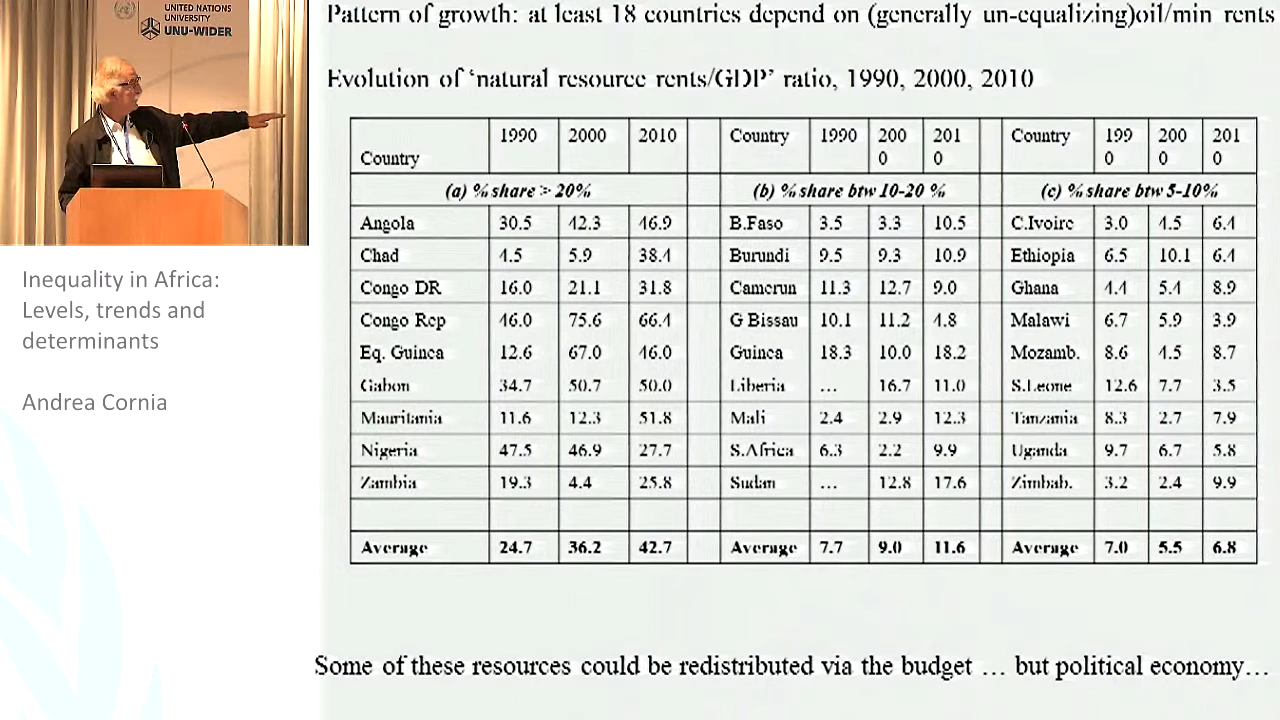 UNITED NATIONS
UNIVERSITY
UNU-WIDER
Inequality in Africa:
Levels, trends and
determinants
Andrea Cornia
Pattern of growth: at least 18 countries depend on (generally un-equalizing)oil/min rents
Evolution of ‘natural resource rents/GDP’ ratio, 1990, 2000, 2010
Country 1990 2000 2010 Country 1990 2000 2010 Country 1990 2000 2010
(a) % share > 20% (b) % share btw 10-20 % (c) % share btw 5-10%
Angola 30.5 42.3 46.9 B.Faso 3.5 3.3 10.5 C.Ivoire 3.0 4.5 6.4
Chad 4.5 5.9 38.4 Burundi 9.5 9.3 10.9 Ethiopia 6.5 10.1 6.4
Congo DR 16.0 21.1 31.8 Camerun 11.3 12.7 9.0 Ghana 4.4 5.4 8.9
Congo Rep 46.0 75.6 66.4 G Bissau 10.1 11.2 4.8 Malawi 6.7 5.9 3.9
Eq. Guinea 12.6 67.0 46.0 Guinea 18.3 10.0 18.2 Mozamb. 8.6 4.5 8.7
Gabon 34.7 50.7 50.0 Liberia … 16.7 11.0 S.Leone 12.6 7.7 3.5
Mauritania 11.6 12.3 51.8 Mali 2.4 2.9 12.3 Tanzania 8.3 2.7 7.9
Nigeria 47.5 46.9 27.7 S.Africa 6.3 2.2 9.9 Uganda 9.7 6.7 5.8
Zambia 19.3 4.4 25.8 Sudan … 12.8 17.6 Zimbab. 3.2 2.4 9.9
Average 24.7 36.2 42.7 Average 7.7 9.0 11.6 Average 7.0 5.5 6.8
Some of these resources could be redistributed via the budget … but political economy…